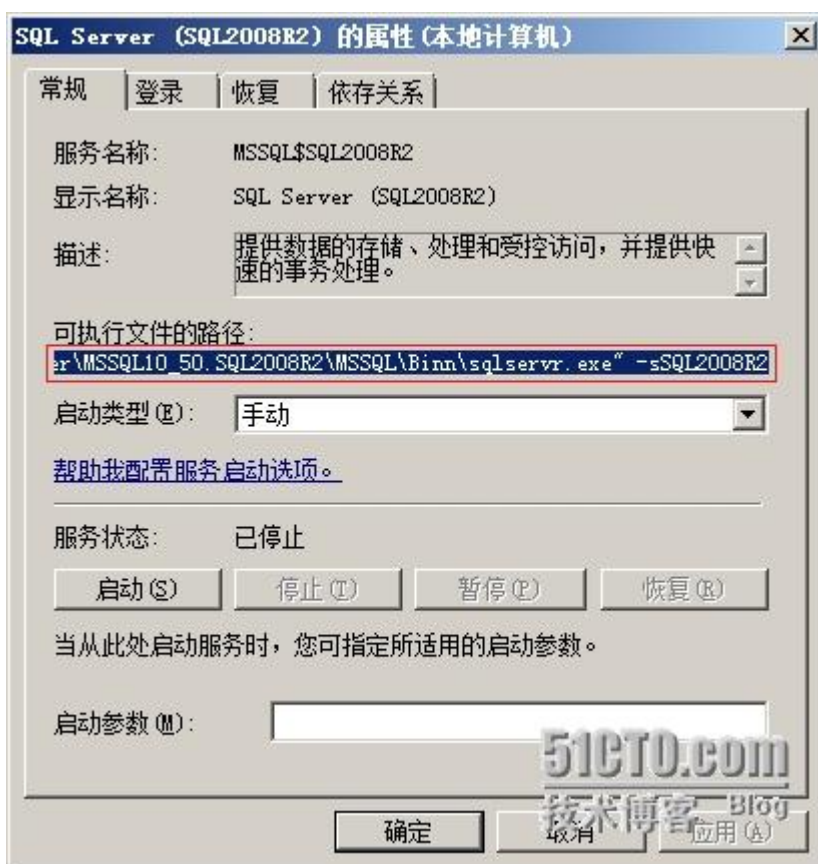 SQL Server (SQL2008R2) 的属性(本地计算机)
常规 登录 恢复 依存关系
服务名称: MSSQL$SQL2008R2
显示名称: SQL Server (SQL2008R2)
描述: 提供数据的存储、处理和受控访问，并提供快
速的事务处理。
可执行文件的路径:
er\MSSQL10_50.SQL2008R2\MSSQL\Binn\sqlservr.exe" -sSQL2008R2
启动类型(E): 手动
帮助我配置服务启动选项。
服务状态: 已停止
启动(S) 停止(T) 暂停(P) 恢复(R)
当从此处启动服务时，您可指定所适用的启动参数。
启动参数(M):
51CTO.com
技术博客 Blog
确定 取消 应用(A)